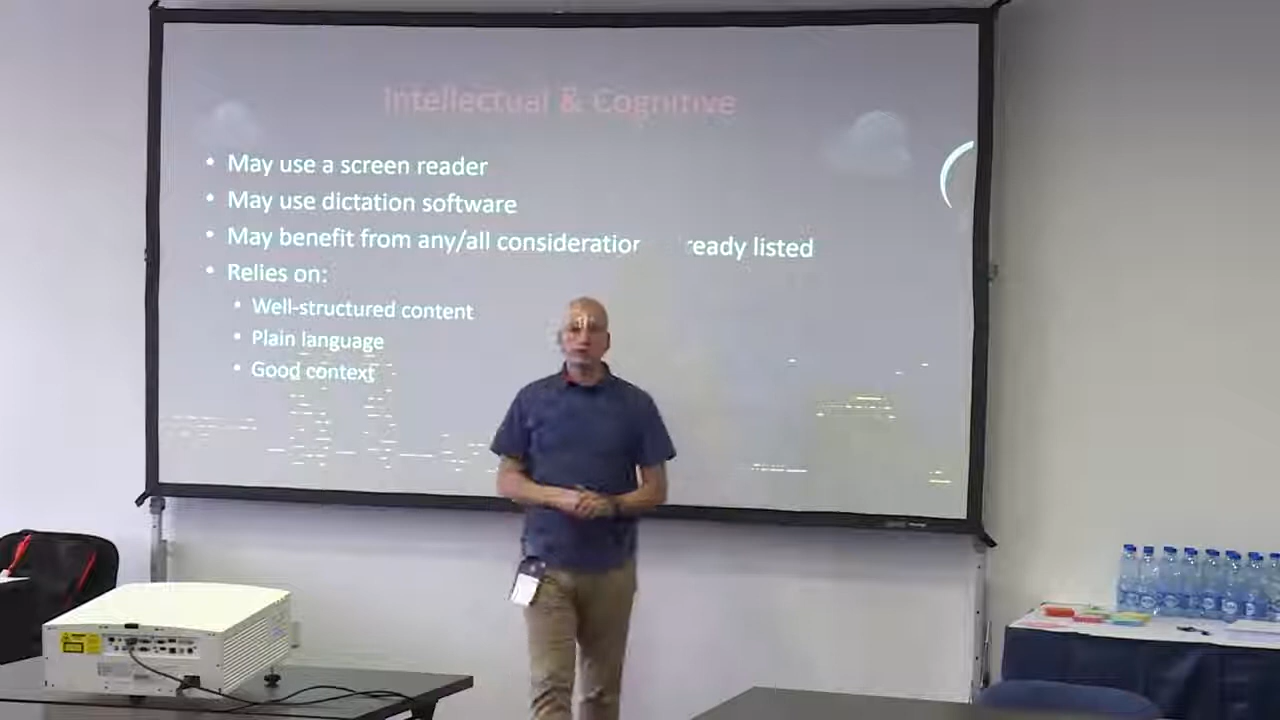 Intellectual & Cognitive
• May use a screen reader
• May use dictation software
• May benefit from any/all consideration ready listed
• Relies on:
• Well-structured content
• Plain language
• Good context